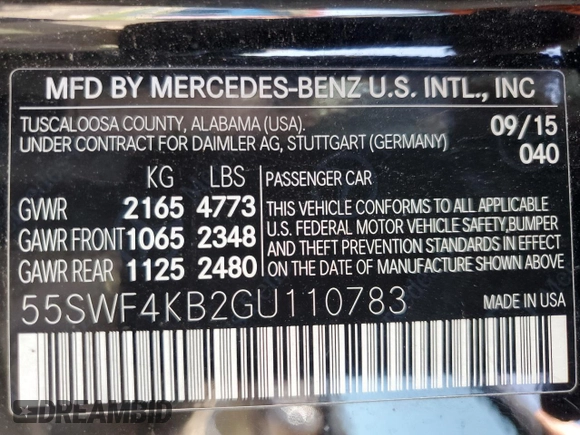 MFD BY MERCEDES-BENZ U.S. INTL., INC
TUSCALOOSA COUNTY, ALABAMA (USA). 09/15
UNDER CONTRACT FOR DAIMLER AG, STUTTGART (GERMANY) 040
KG LBS PASSENGER CAR
GVWR 2165 4773 THIS VEHICLE CONFORMS TO ALL APPLICABLE
U.S. FEDERAL MOTOR VEHICLE SAFETY,BUMPER
GAWR FRONT 1065 2348 AND THEFT PREVENTION STANDARDS IN EFFECT
GAWR REAR 1125 2480 ON THE DATE OF MANUFACTURE SHOWN ABOVE.
55SWF4KB2GU110783 MADE IN USA
DREAMBID